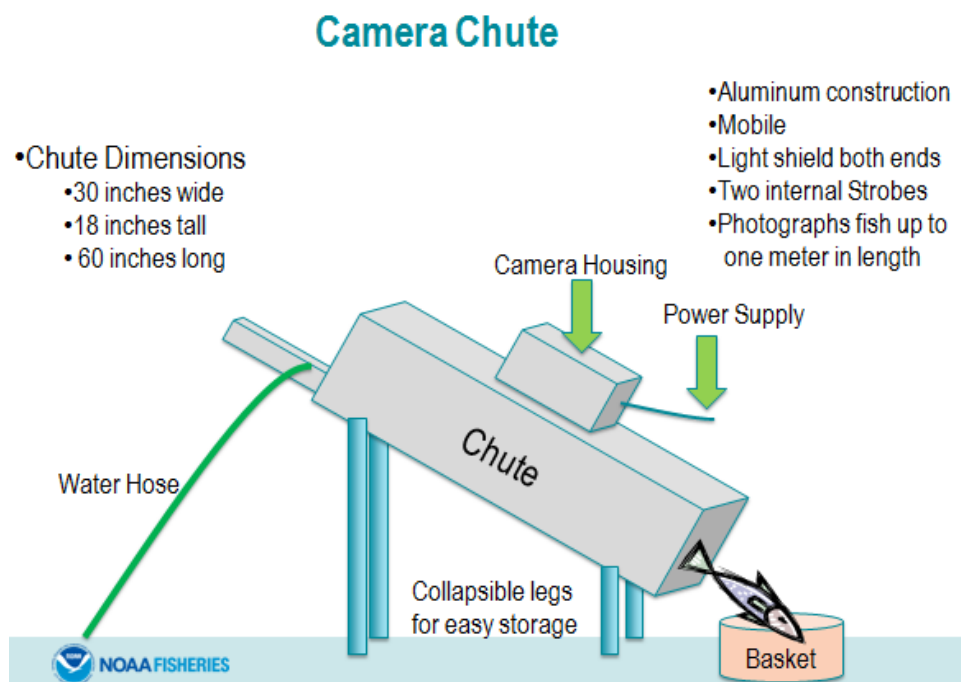 Camera Chute
•Chute Dimensions
•30 inches wide
•18 inches tall
• 60 inches long
•Aluminum construction
•Mobile
•Light shield both ends
•Two internal Strobes
•Photographs fish up to
one meter in length
Camera Housing
Power Supply
Chute
Water Hose
Collapsible legs
for easy storage
Basket
NOAA FISHERIES